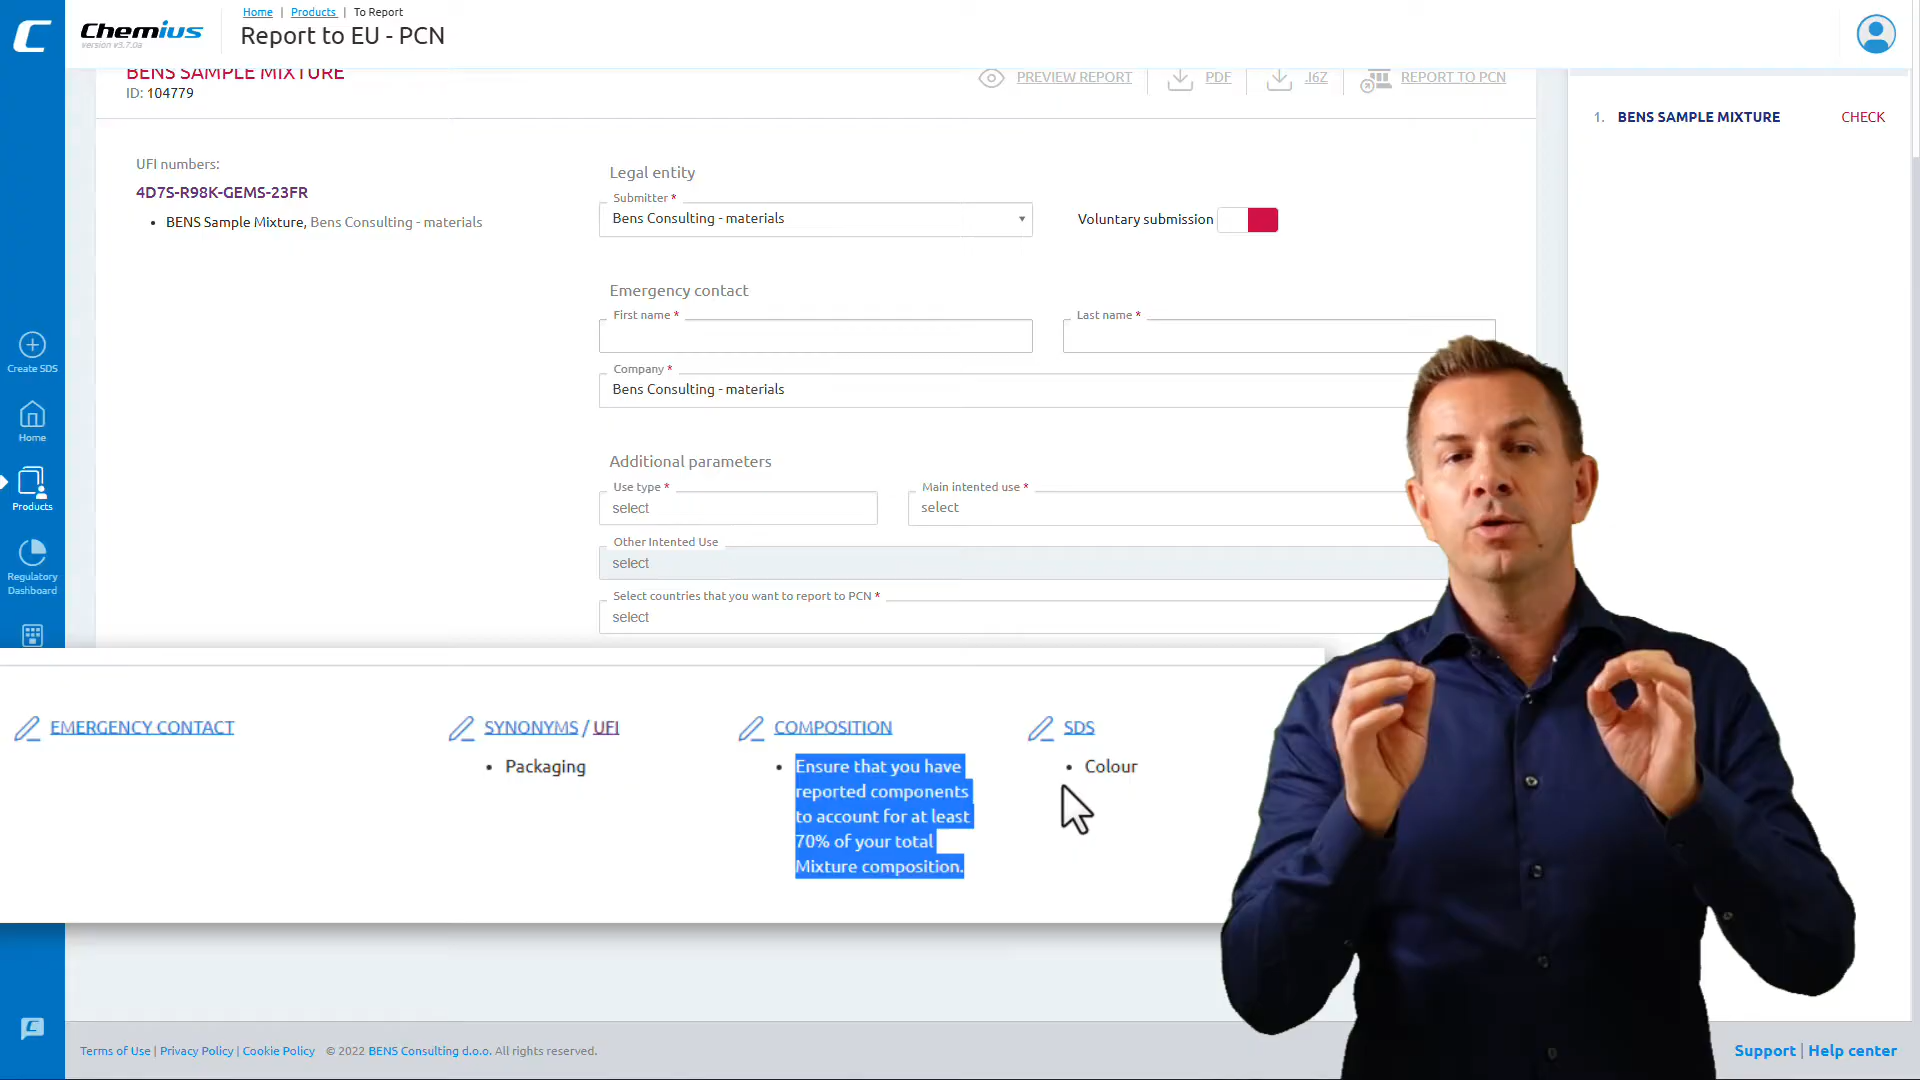 Home | Products | To Report
Chemius
version v3.7.0a
Report to EU - PCN
BENS SAMPLE MIXTURE
ID: 104779
PREVIEW REPORT
PDF
.I6Z
REPORT TO PCN
1. BENS SAMPLE MIXTURE CHECK
UFI numbers:
4D7S-R98K-GEMS-23FR
• BENS Sample Mixture, Bens Consulting - materials
Legal entity
Submitter *
Bens Consulting - materials
Voluntary submission
Emergency contact
First name *
Last name *
Company *
Bens Consulting - materials
Additional parameters
Use type *
select
Main intented use *
select
Other Intented Use
select
Select countries that you want to report to PCN *
select
Create SDS
Home
Products
Regulatory
Dashboard
EMERGENCY CONTACT
SYNONYMS / UFI
• Packaging
COMPOSITION
• Ensure that you have
reported components
to account for at least
70% of your total
Mixture composition.
SDS
• Colour
Terms of Use | Privacy Policy | Cookie Policy © 2022 BENS Consulting d.o.o. All rights reserved.
Support | Help center